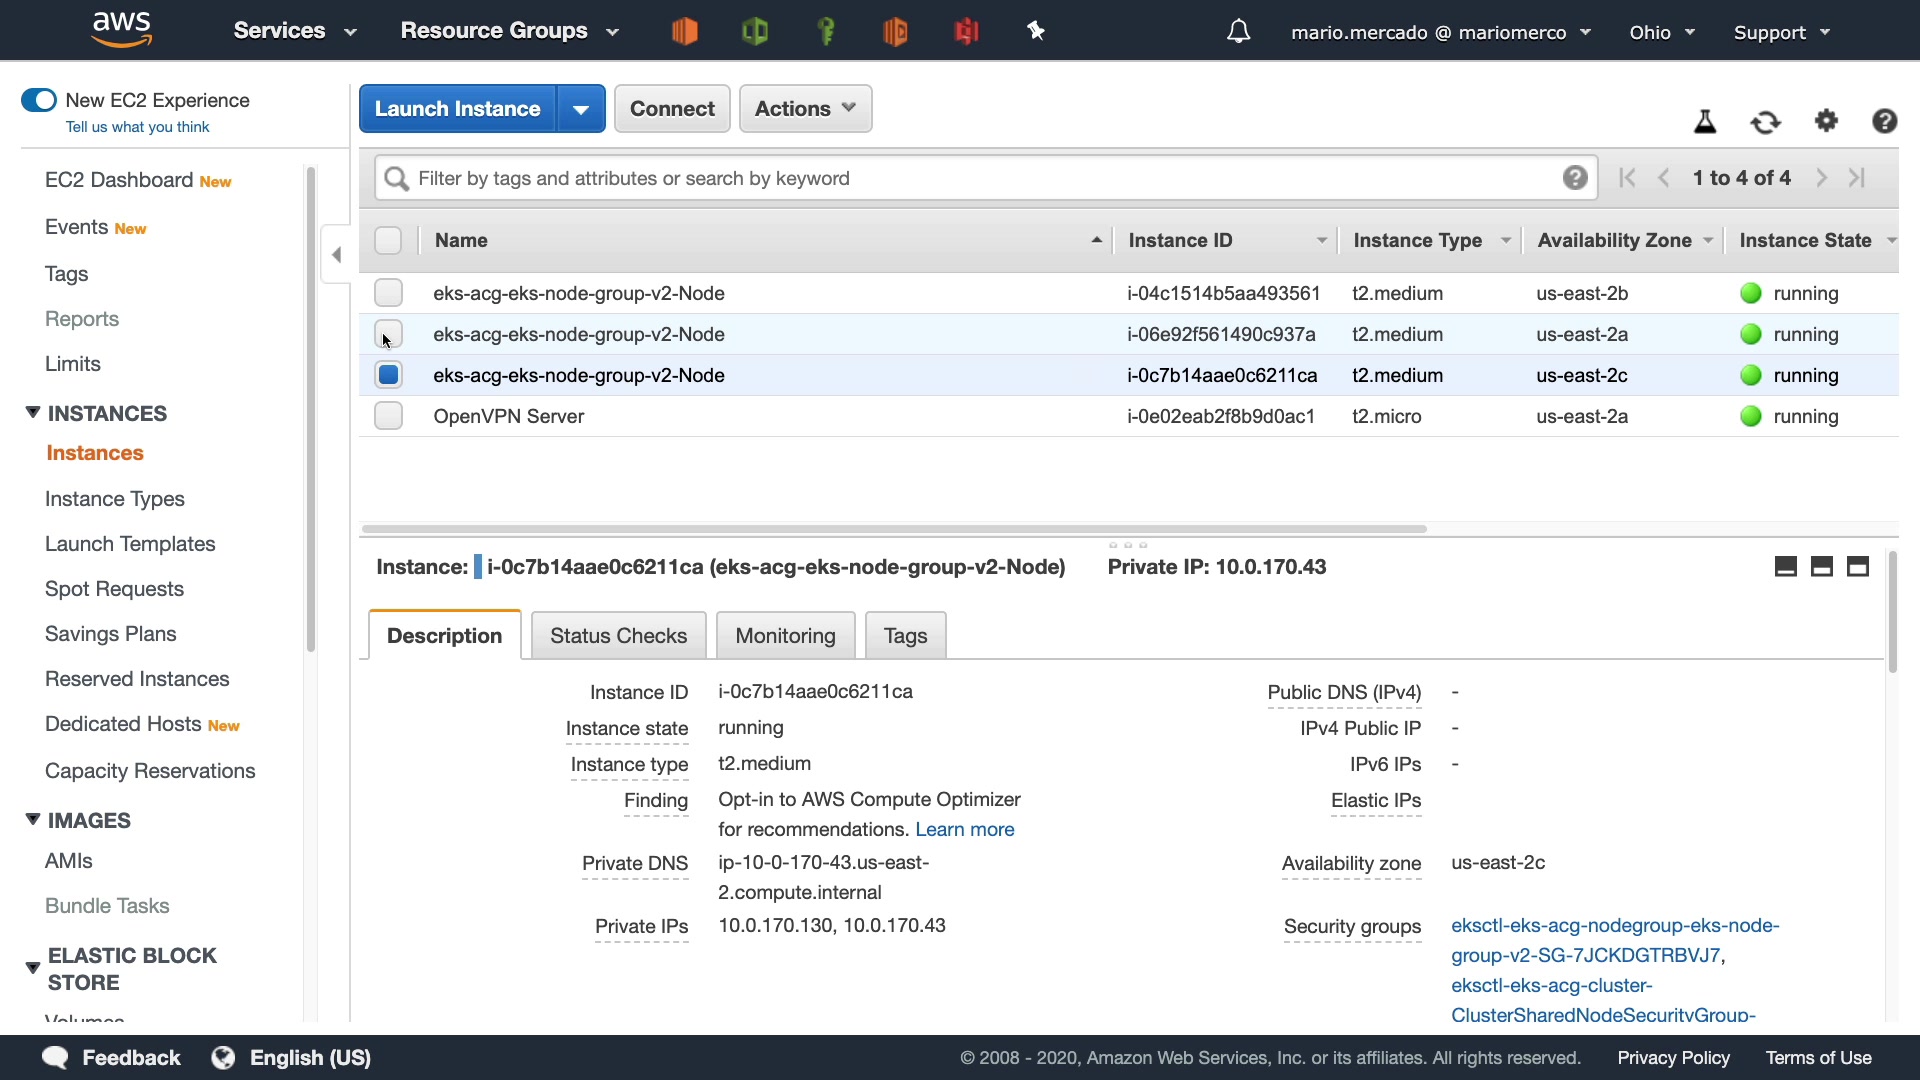 aws
Services
Resource Groups
mario.mercado @ mariomerco
Ohio
Support
New EC2 Experience
Tell us what you think
Launch Instance
Connect
Actions
EC2 Dashboard New
Events New
Tags
Reports
Limits
INSTANCES
Instances
Instance Types
Launch Templates
Spot Requests
Savings Plans
Reserved Instances
Dedicated Hosts New
Capacity Reservations
IMAGES
AMIs
Bundle Tasks
ELASTIC BLOCK
STORE
Volumes
Filter by tags and attributes or search by keyword
1 to 4 of 4
Name Instance ID Instance Type Availability Zone Instance State
eks-acg-eks-node-group-v2-Node i-04c1514b5aa493561 t2.medium us-east-2b running
eks-acg-eks-node-group-v2-Node i-06e92f561490c937a t2.medium us-east-2a running
eks-acg-eks-node-group-v2-Node i-0c7b14aae0c6211ca t2.medium us-east-2c running
OpenVPN Server i-0e02eab2f8b9d0ac1 t2.micro us-east-2a running
Instance: i-0c7b14aae0c6211ca (eks-acg-eks-node-group-v2-Node) Private IP: 10.0.170.43
Description
Status Checks
Monitoring
Tags
Instance ID i-0c7b14aae0c6211ca
Instance state running
Instance type t2.medium
Finding Opt-in to AWS Compute Optimizer
for recommendations. Learn more
Private DNS ip-10-0-170-43.us-east-
2.compute.internal
Private IPs 10.0.170.130, 10.0.170.43
Public DNS (IPv4) -
IPv4 Public IP -
IPv6 IPs -
Elastic IPs
Availability zone us-east-2c
Security groups eksctl-eks-acg-nodegroup-eks-node-
group-v2-SG-7JCKDGTRBVJ7,
eksctl-eks-acg-cluster-
ClusterSharedNodeSecurityGroup-
Feedback
English (US)
© 2008 - 2020, Amazon Web Services, Inc. or its affiliates. All rights reserved.
Privacy Policy
Terms of Use